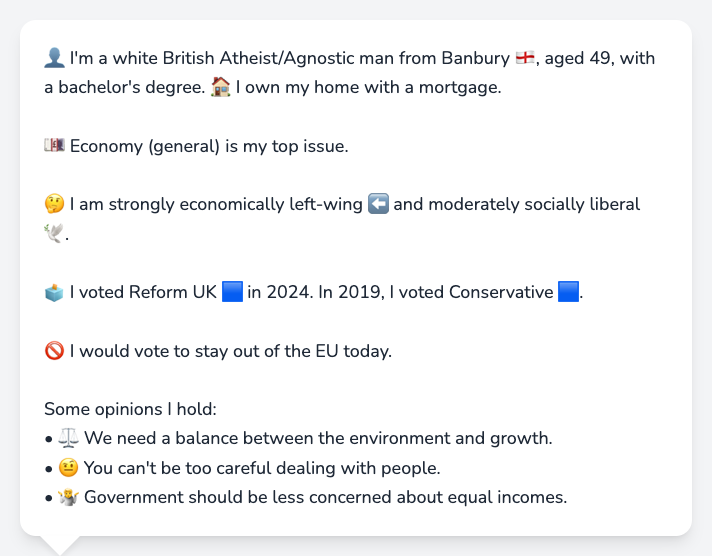 👤 I'm a white British Atheist/Agnostic man from Banbury 🏴󠁧󠁢󠁥󠁮󠁧󠁿, aged 49, with
a bachelor's degree. 🏠 I own my home with a mortgage.
💷 Economy (general) is my top issue.
🤔 I am strongly economically left-wing ⬅️ and moderately socially liberal
🕊️.
🗳️ I voted Reform UK 🟦 in 2024. In 2019, I voted Conservative 🟦.
🚫 I would vote to stay out of the EU today.
Some opinions I hold:
• ⚖️ We need a balance between the environment and growth.
• 🤨 You can't be too careful dealing with people.
• 🤷 Government should be less concerned about equal incomes.